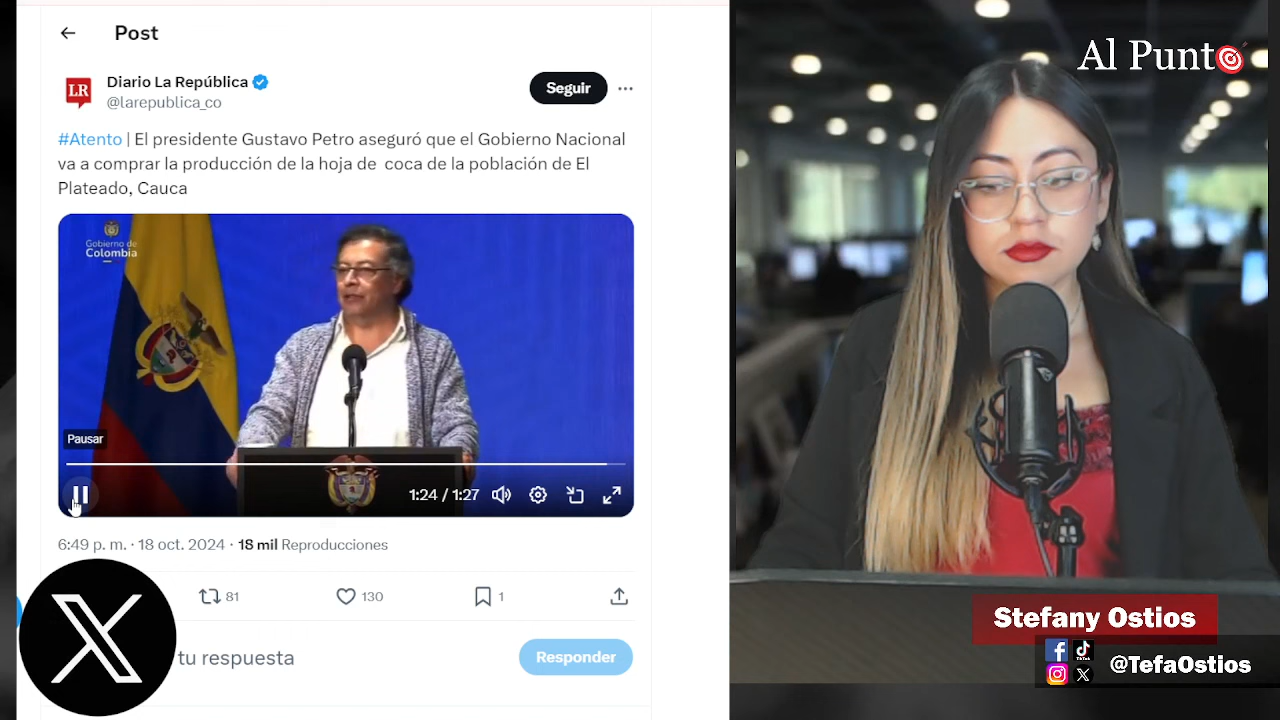 Post
Diario La República
@larepublica_co
Seguir
#Atento | El presidente Gustavo Petro aseguró que el Gobierno Nacional
va a comprar la producción de la hoja de coca de la población de El
Plateado, Cauca
Gobierno de
Colombia
Pausar
1:24 / 1:27
6:49 p. m. · 18 oct. 2024 · 18 mil Reproducciones
81
130
1
tu respuesta
Responder
LR
X
Al Punto
Stefany Ostios
@TefaOstios